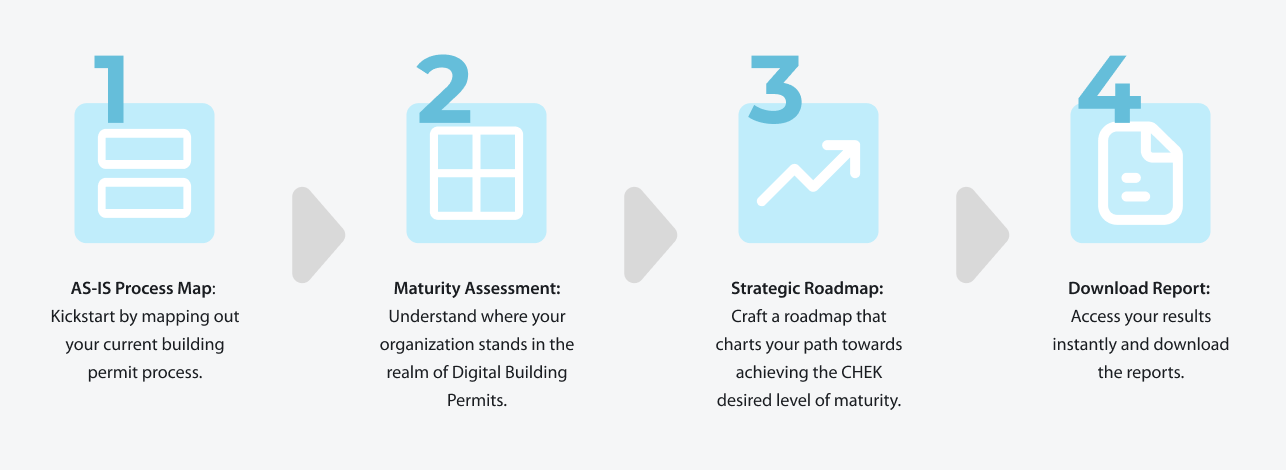 1
AS-IS Process Map:
Kickstart by mapping out
your current building
permit process.
2
Maturity Assessment:
Understand where your
organization stands in the
realm of Digital Building
Permits.
3
Strategic Roadmap:
Craft a roadmap that
charts your path towards
achieving the CHEK
desired level of maturity.
4
Download Report:
Access your results
instantly and download
the reports.